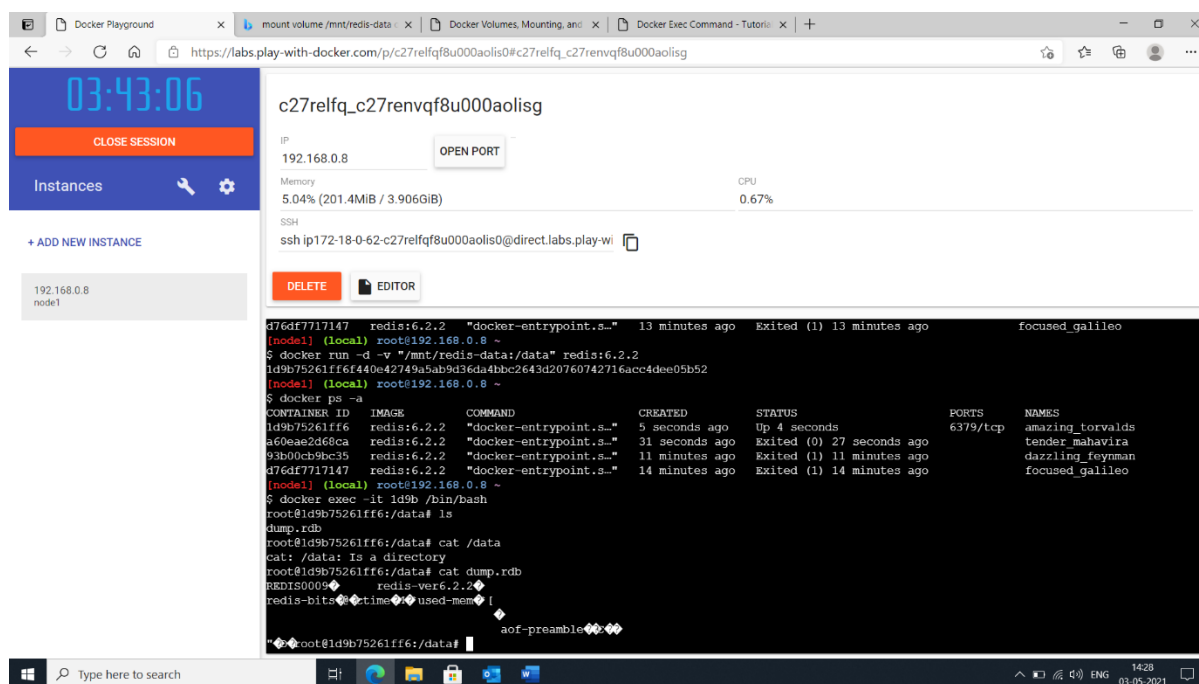 Docker Playground
mount volume /mnt/redis-data
Docker Volumes, Mounting, and
Docker Exec Command - Tutoria
https://labs.play-with-docker.com/p/c27relfqf8u000aolis0#c27relfq_c27renvqf8u000aolisg
03:43:06
CLOSE SESSION
Instances
+ ADD NEW INSTANCE
192.168.0.8
node1
c27relfq_c27renvqf8u000aolisg
IP
192.168.0.8
OPEN PORT
Memory
5.04% (201.4MiB / 3.906GiB)
CPU
0.67%
SSH
ssh ip172-18-0-62-c27relfqf8u000aolis0@direct.labs.play-wi
DELETE
EDITOR
d76df7717147 redis:6.2.2 "docker-entrypoint.s…" 13 minutes ago Exited (1) 13 minutes ago focused_galileo
[node1] (local) root@192.168.0.8 ~
$ docker run -d -v "/mnt/redis-data:/data" redis:6.2.2
1d9b75261ff6f440e42749a5ab9d36da4bbc2643d20760742716acc4dee05b52
[node1] (local) root@192.168.0.8 ~
$ docker ps -a
CONTAINER ID IMAGE COMMAND CREATED STATUS PORTS NAMES
1d9b75261ff6 redis:6.2.2 "docker-entrypoint.s…" 5 seconds ago Up 4 seconds 6379/tcp amazing_torvalds
a60eae2d68ca redis:6.2.2 "docker-entrypoint.s…" 31 seconds ago Exited (0) 27 seconds ago tender_mahavira
93b00cb9bc35 redis:6.2.2 "docker-entrypoint.s…" 11 minutes ago Exited (1) 11 minutes ago dazzling_feynman
d76df7717147 redis:6.2.2 "docker-entrypoint.s…" 14 minutes ago Exited (1) 14 minutes ago focused_galileo
[node1] (local) root@192.168.0.8 ~
$ docker exec -it 1d9b /bin/bash
root@1d9b75261ff6:/data# ls
dump.rdb
root@1d9b75261ff6:/data# cat /data
cat: /data: Is a directory
root@1d9b75261ff6:/data# cat dump.rdb
REDIS0009� redis-ver6.2.2�
redis-bits�@�ctime� �used-mem� [
�
aof-preamble���
"��root@1d9b75261ff6:/data#
Type here to search
ENG
14:28
03-05-2021